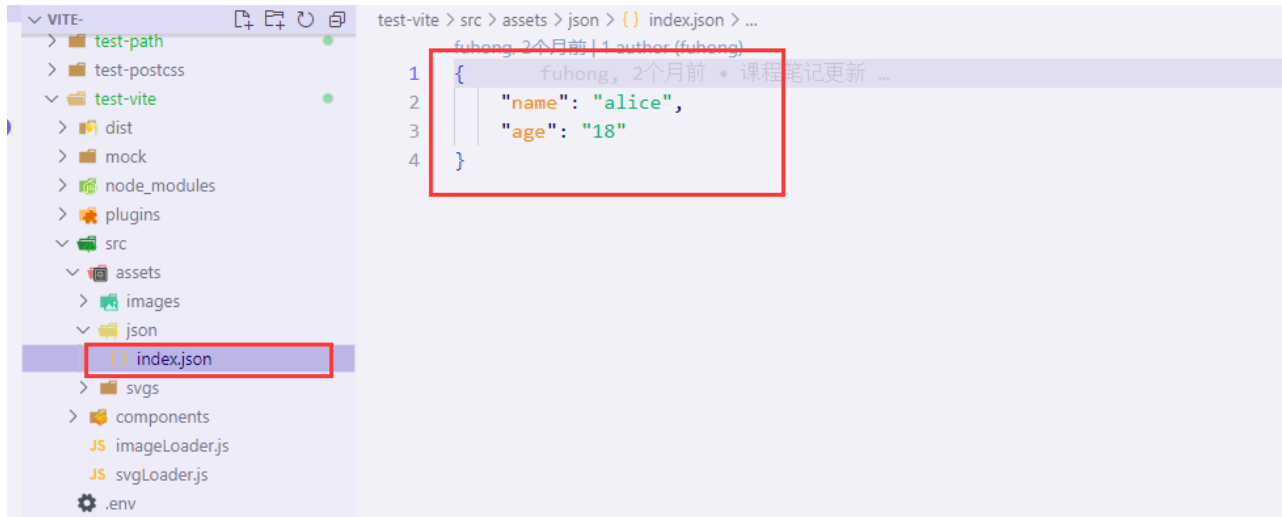 VITE-
test-path
test-postcss
test-vite
dist
mock
node_modules
plugins
src
assets
images
json
{ } index.json
svgs
components
JS imageLoader.js
JS svgLoader.js
.env
test-vite > src > assets > json > { } index.json > ...
fuhong, 2个月前 | 1 author (fuhong)
1 { fuhong, 2个月前 • 课程笔记更新 …
2 "name": "alice",
3 "age": "18"
4 }